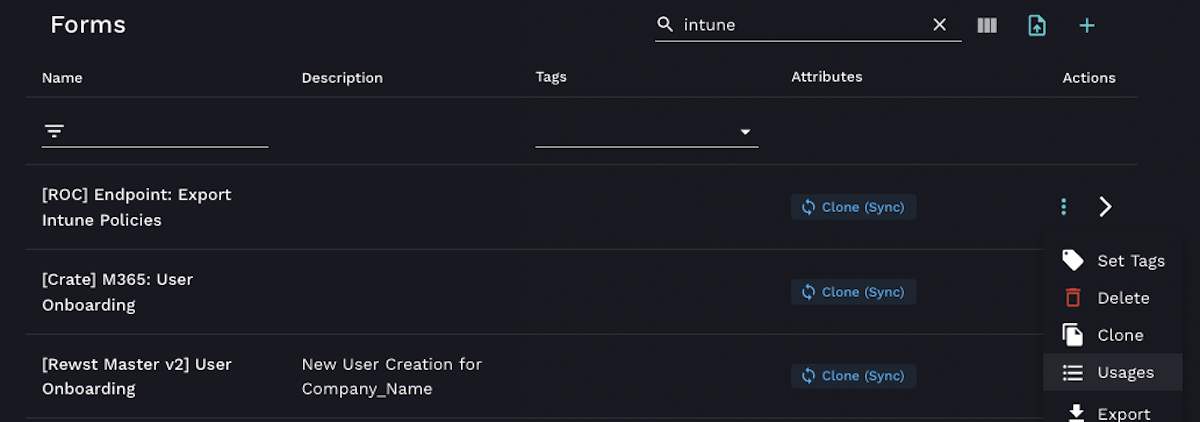 Forms
intune
Name Description Tags Attributes Actions
[ROC] Endpoint: Export
Intune Policies
Clone (Sync)
Set Tags
[Crate] M365: User
Onboarding
Clone (Sync)
Delete
Clone
[Rewst Master v2] User
Onboarding
New User Creation for
Company_Name
Clone (Sync)
Usages
Export